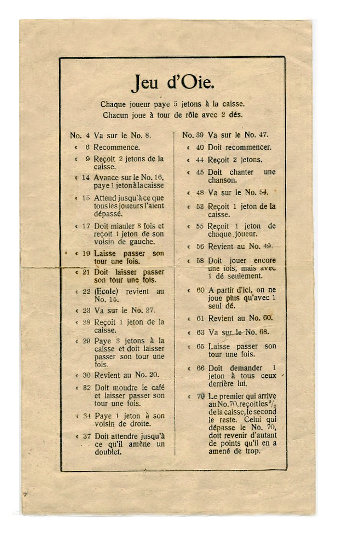 Jeu d'Oie.
Chaque joueur paye 5 jetons à la caisse.
Chacun joue à tour de rôle avec 2 dés.
No. 4 Va sur le No. 8.
« 6 Recommence.
« 9 Reçoit 2 jetons de la
caisse.
« 14 Avance sur le No. 16,
paye 1 jeton à la caisse
« 15 Attend jusqu'à ce que
tous les joueurs l'aient
dépassé.
« 17 Doit miauler 3 fois et
reçoit 1 jeton de son
voisin de gauche.
« 19 Laisse passer son
tour une fois.
« 21 Doit laisser passer
son tour une fois.
« 22 (Ecole) revient au
No. 15.
« 23 Va sur le No. 27.
« 28 Reçoit 1 jeton de la
caisse.
« 29 Paye 3 jetons à la
caisse et doit laisser
passer son tour une
fois.
« 30 Revient au No. 20.
« 32 Doit moudre le café
et laisser passer son
tour une fois.
« 34 Paye 1 jeton à son
voisin de droite.
« 37 Doit attendre jusqu'à
ce qu'il amène un
doublet.
No. 39 Va sur le No. 47.
« 40 Doit recommencer.
« 44 Reçoit 2 jetons.
« 45 Doit chanter une
chanson.
« 48 Va sur le No. 54.
« 52 Reçoit 1 jeton de la
caisse.
« 55 Reçoit 1 jeton de
chaque joueur.
« 56 Revient au No. 49.
« 58 Doit jouer encore
une fois, mais avec
1 dé seulement.
« 60 A partir d'ici, on ne
joue plus qu'avec 1
seul dé.
« 61 Revient au No. 60.
« 63 Va sur le No. 68.
« 65 Laisse passer son
tour une fois.
« 66 Doit demander 1
jeton à tous ceux
derrière lui.
« 70 Le premier qui arrive
au No. 70, reçoit les
de la caisse, le second
le reste. Celui qui
dépasse le No. 70,
doit revenir d'autant
de points qu'il en a
amené de trop.